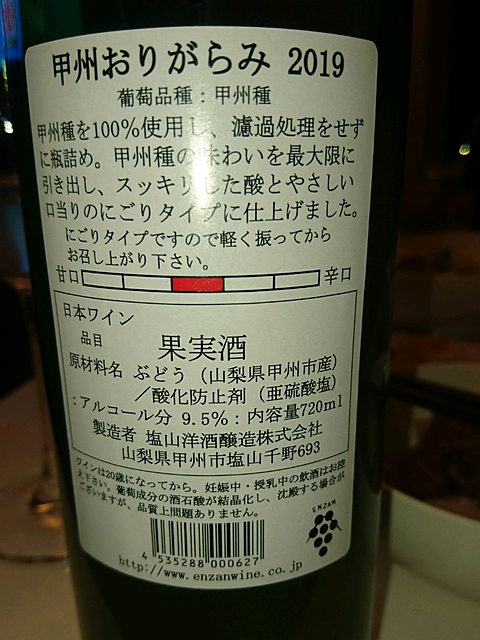 甲州おりがらみ 2019
葡萄品種：甲州種
甲州種を100％使用し、濾過処理をせず
に瓶詰め。甲州種の味わいを最大限に
引き出し、スッキリした酸とやさしい
口当りのにごりタイプに仕上げました。
にごりタイプですので軽く振ってから
お召し上がり下さい。
甘口 辛口
日本ワイン
品目 果実酒
原材料名 ぶどう（山梨県甲州市産）
／酸化防止剤（亜硫酸塩）
：アルコール分 9.5％：内容量720ml
製造者 塩山洋酒醸造株式会社
山梨県甲州市塩山千野693
ワインは20歳になってから。妊娠中・授乳中の飲酒はお控
え下さい。葡萄成分の酒石酸が結晶化し、沈殿する場合が
ございますが、品質上問題ありません。
ENZAN
4 535288 000627
http://www.enzanwine.co.jp